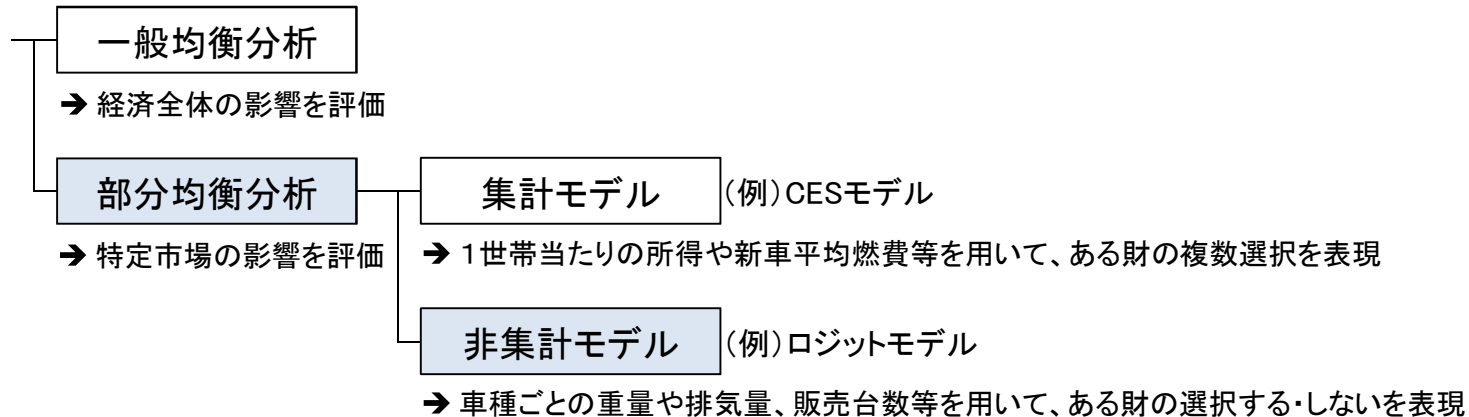 一般均衡分析
➔ 経済全体の影響を評価
部分均衡分析
➔ 特定市場の影響を評価
集計モデル (例)CESモデル
➔ 1世帯当たりの所得や新車平均燃費等を用いて、ある財の複数選択を表現
非集計モデル (例)ロジットモデル
➔ 車種ごとの重量や排気量、販売台数等を用いて、ある財の選択する・しないを表現